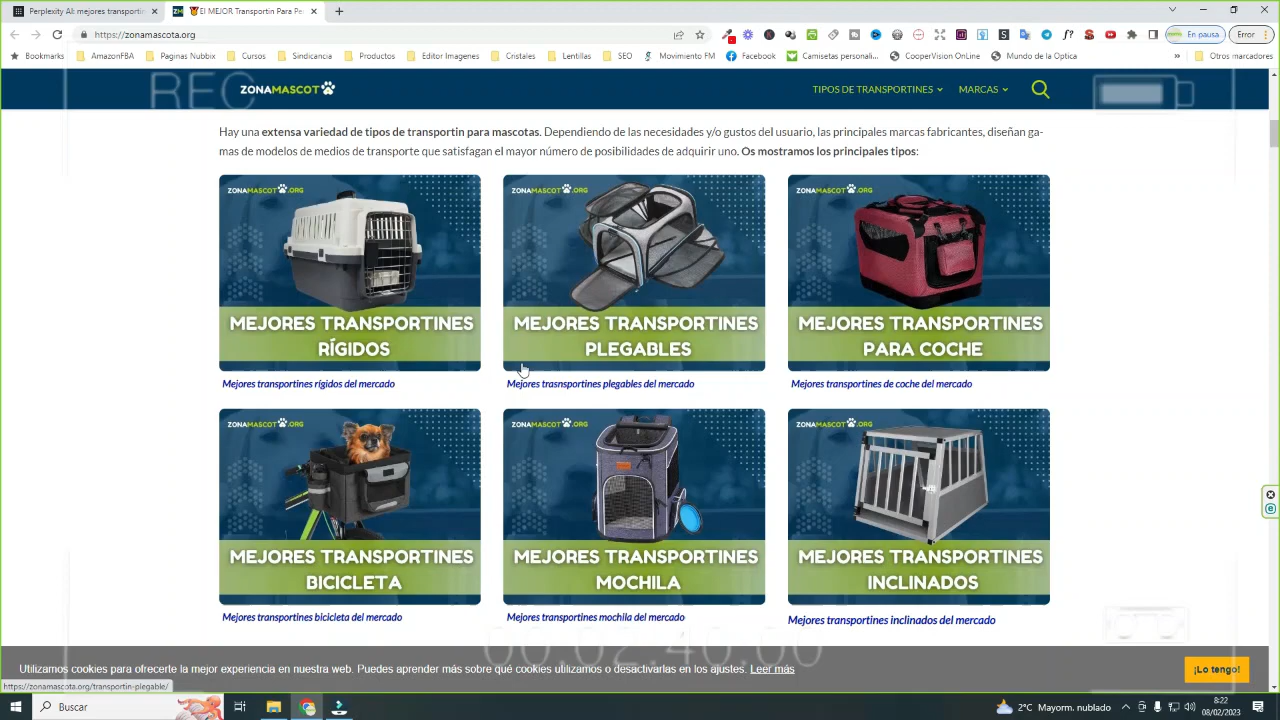 Perplexity AI: mejores transportin
El MEJOR Transportin Para Pe
https://zonamascota.org
En pausa
Error
Bookmarks
AmazonFBA
Paginas Nubbix
Cursos
Sindicancia
Productos
Editor Imagenes
Cristales
Lentillas
SEO
Movimiento FM
Facebook
Camisetas personali...
CooperVision OnLine
Mundo de la Optica
»
Otros marcadores
REC
ZONAMASCOT
TIPOS DE TRANSPORTINES
MARCAS
Hay una extensa variedad de tipos de transportin para mascotas. Dependiendo de las necesidades y/o gustos del usuario, las principales marcas fabricantes, diseñan ga-
mas de modelos de medios de transporte que satisfagan el mayor número de posibilidades de adquirir uno. Os mostramos los principales tipos:
ZONAMASCOT.ORG
MEJORES TRANSPORTINES
RÍGIDOS
Mejores transportines rígidos del mercado
ZONAMASCOT.ORG
MEJORES TRANSPORTINES
PLEGABLES
Mejores trasnsportines plegables del mercado
ZONAMASCOT.ORG
MEJORES TRANSPORTINES
PARA COCHE
Mejores transportines de coche del mercado
ZONAMASCOT.ORG
MEJORES TRANSPORTINES
BICICLETA
Mejores transportines bicicleta del mercado
ZONAMASCOT.ORG
MEJORES TRANSPORTINES
MOCHILA
Mejores transportines mochila del mercado
ZONAMASCOT.ORG
MEJORES TRANSPORTINES
INCLINADOS
Mejores transportines inclinados del mercado
Utilizamos cookies para ofrecerte la mejor experiencia en nuestra web. Puedes aprender más sobre qué cookies utilizamos o desactivarlas en los ajustes. Leer más
¡Lo tengo!
https://zonamascota.org/transportin-plegable/
Buscar
2°C Mayorm. nublado
8:22
08/02/2023